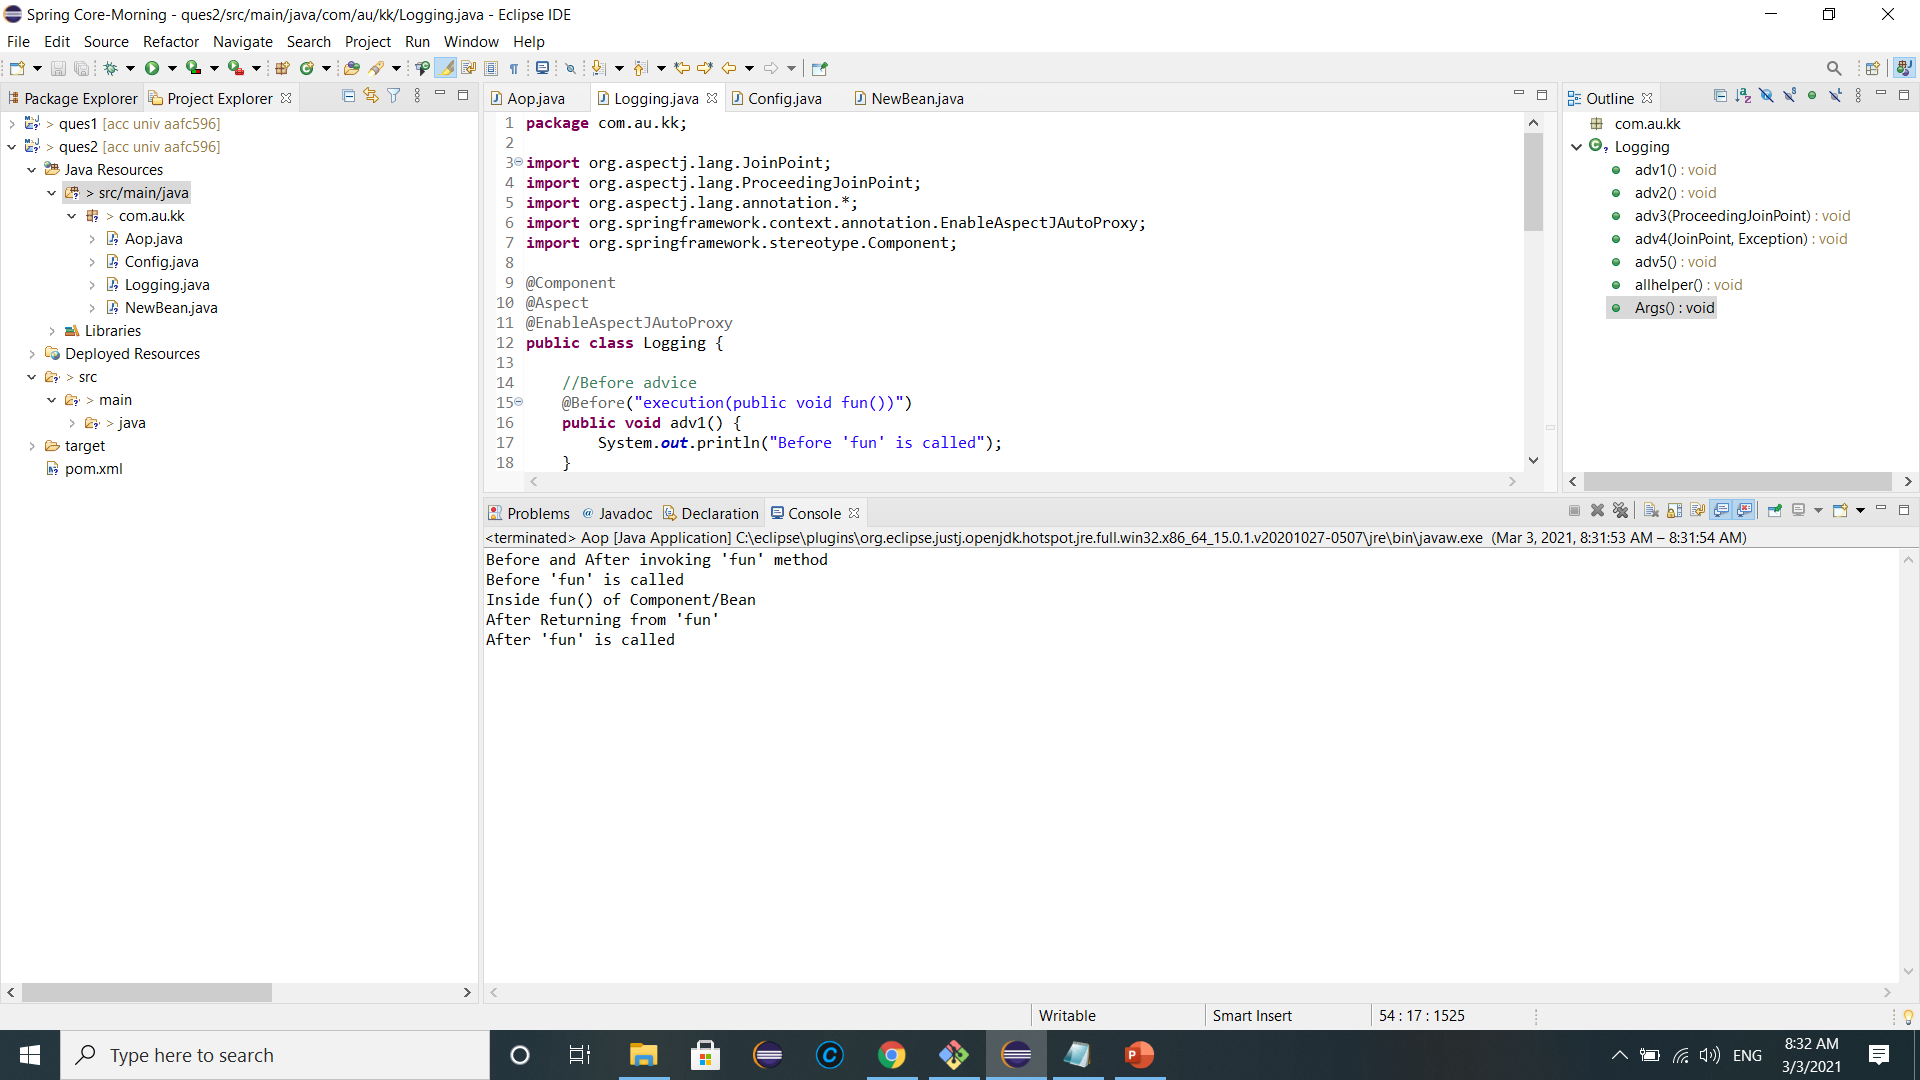 Spring Core-Morning - ques2/src/main/java/com/au/kk/Logging.java - Eclipse IDE
File Edit Source Refactor Navigate Search Project Run Window Help
Package Explorer Project Explorer
> ques1 [acc univ aafc596]
> ques2 [acc univ aafc596]
Java Resources
> src/main/java
> com.au.kk
Aop.java
Config.java
Logging.java
NewBean.java
Libraries
Deployed Resources
> src
> main
> java
target
pom.xml
Aop.java Logging.java Config.java NewBean.java
1 package com.au.kk;
2
3 import org.aspectj.lang.JoinPoint;
4 import org.aspectj.lang.ProceedingJoinPoint;
5 import org.aspectj.lang.annotation.*;
6 import org.springframework.context.annotation.EnableAspectJAutoProxy;
7 import org.springframework.stereotype.Component;
8
9 @Component
10 @Aspect
11 @EnableAspectJAutoProxy
12 public class Logging {
13
14 //Before advice
15 @Before("execution(public void fun())")
16 public void adv1() {
17 System.out.println("Before 'fun' is called");
18 }
Outline
com.au.kk
Logging
adv1() : void
adv2() : void
adv3(ProceedingJoinPoint) : void
adv4(JoinPoint, Exception) : void
adv5() : void
allhelper() : void
Args() : void
Problems @ Javadoc Declaration Console
<terminated> Aop [Java Application] C:\eclipse\plugins\org.eclipse.justj.openjdk.hotspot.jre.full.win32.x86_64_15.0.1.v20201027-0507\jre\bin\javaw.exe (Mar 3, 2021, 8:31:53 AM – 8:31:54 AM)
Before and After invoking 'fun' method
Before 'fun' is called
Inside fun() of Component/Bean
After Returning from 'fun'
After 'fun' is called
Writable Smart Insert 54 : 17 : 1525
Type here to search
ENG
8:32 AM
3/3/2021